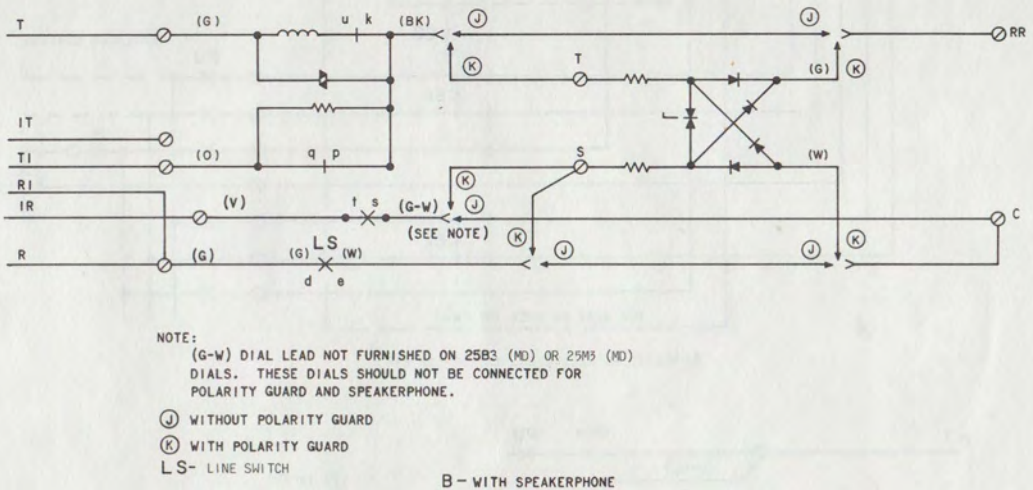 T (G) u k (BK) J J RR
K T (G) K
IT
TI (O) q p S (W)
RI K
IR (V) t s (G-W) J C
(SEE NOTE) K J J K
R (G) LS
(G) (W)
d e
NOTE:
(G-W) DIAL LEAD NOT FURNISHED ON 25B3 (MD) OR 25M3 (MD)
DIALS. THESE DIALS SHOULD NOT BE CONNECTED FOR
POLARITY GUARD AND SPEAKERPHONE.
J WITHOUT POLARITY GUARD
K WITH POLARITY GUARD
LS- LINE SWITCH
B - WITH SPEAKERPHONE